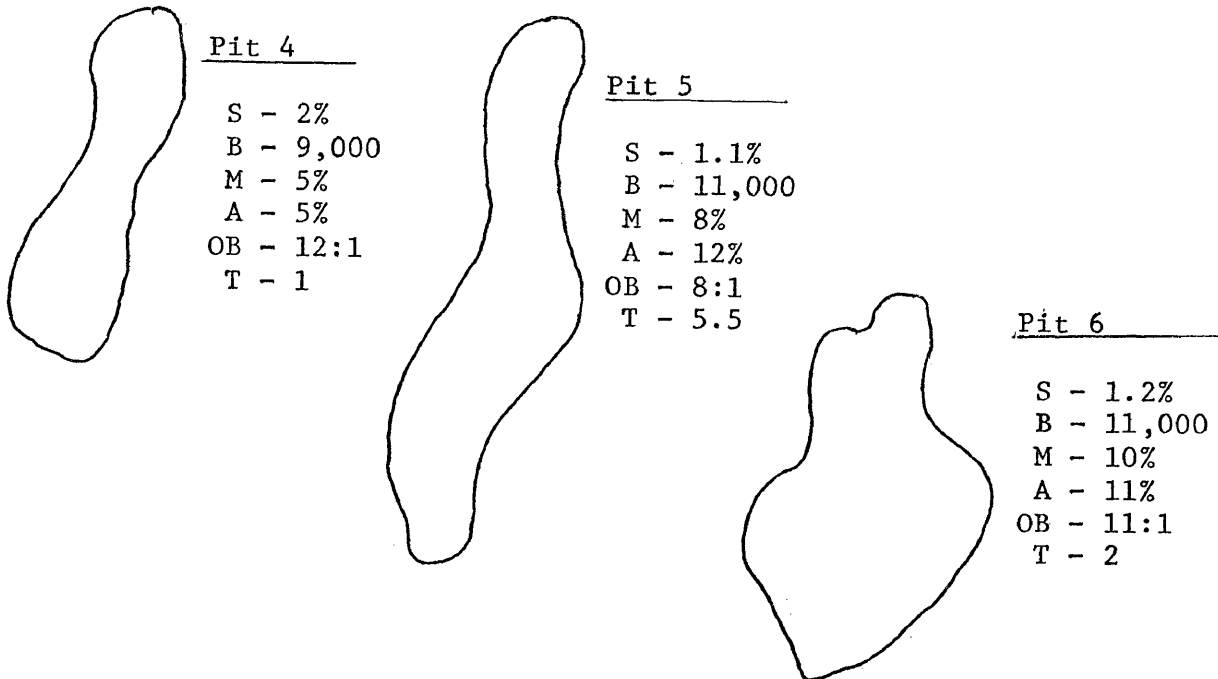 Pit 4
S - 2%
B - 9,000
M - 5%
A - 5%
OB - 12:1
T - 1
Pit 5
S - 1.1%
B - 11,000
M - 8%
A - 12%
OB - 8:1
T - 5.5
Pit 6
S - 1.2%
B - 11,000
M - 10%
A - 11%
OB - 11:1
T - 2